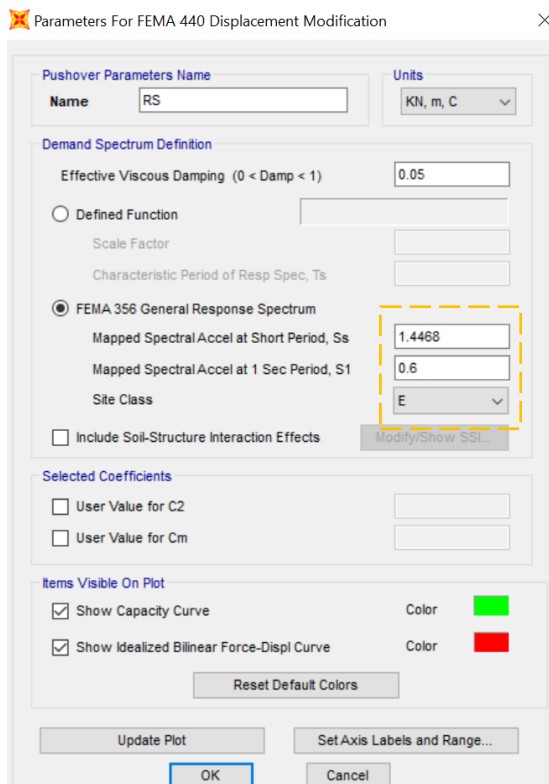 Parameters For FEMA 440 Displacement Modification
Pushover Parameters Name
Name RS
Units
KN, m, C
Demand Spectrum Definition
Effective Viscous Damping (0 < Damp < 1) 0.05
Defined Function
Scale Factor
Characteristic Period of Resp Spec, Ts
FEMA 356 General Response Spectrum
Mapped Spectral Accel at Short Period, Ss 1.4468
Mapped Spectral Accel at 1 Sec Period, S1 0.6
Site Class E
Include Soil-Structure Interaction Effects Modify/Show SSI...
Selected Coefficients
User Value for C2
User Value for Cm
Items Visible On Plot
Show Capacity Curve Color
Show Idealized Bilinear Force-Displ Curve Color
Reset Default Colors
Update Plot Set Axis Labels and Range...
OK Cancel